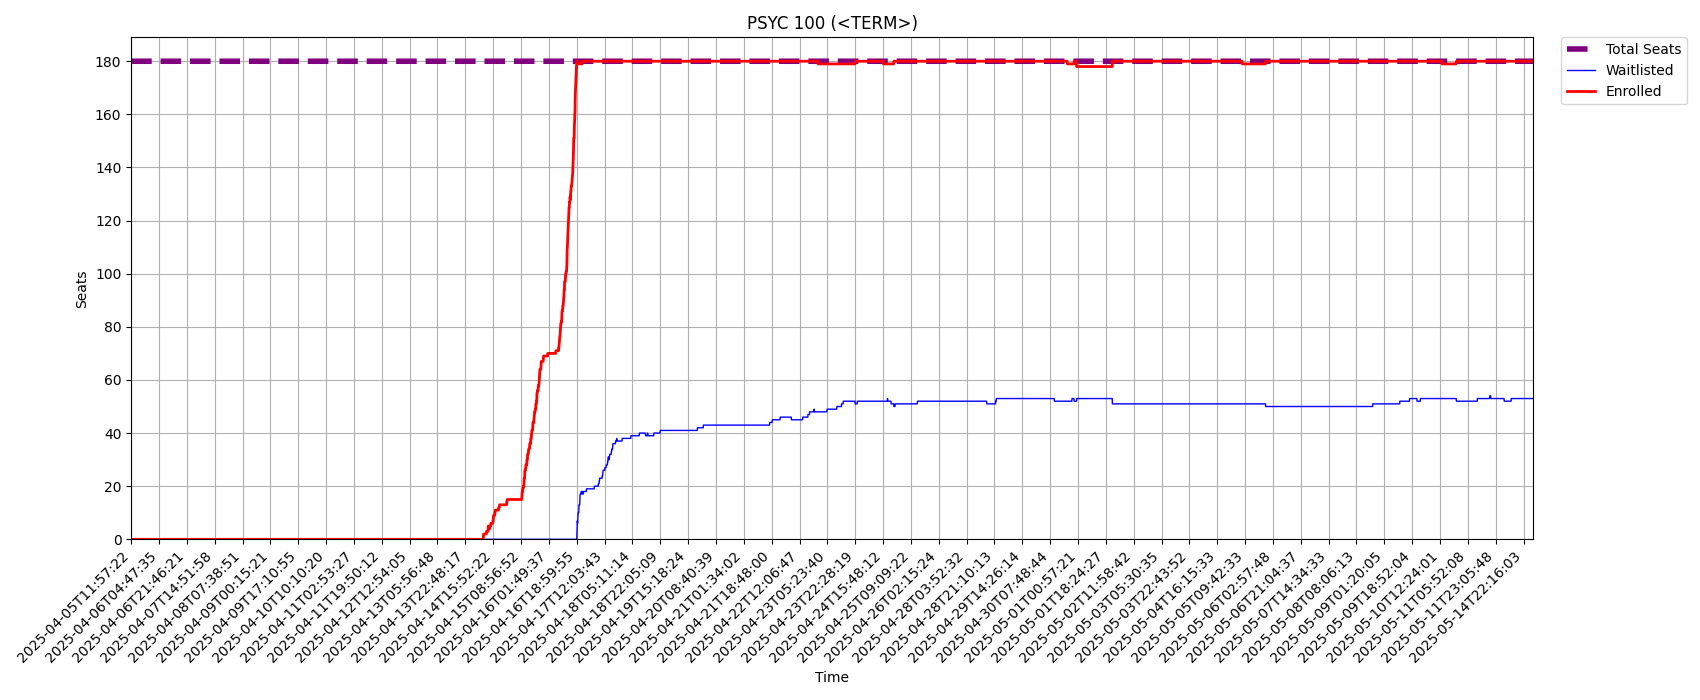 PSYC 100 (<TERM>)
Total Seats
Waitlisted
Enrolled
Seats
180
160
140
120
100
80
60
40
20
0
2025-04-05T11:57:22
2025-04-06T04:47:35
2025-04-06T21:46:21
2025-04-07T14:51:58
2025-04-08T07:38:51
2025-04-09T00:15:21
2025-04-09T17:10:55
2025-04-10T10:10:20
2025-04-11T02:53:27
2025-04-11T19:50:12
2025-04-12T12:54:05
2025-04-13T05:56:48
2025-04-13T22:48:17
2025-04-14T15:52:22
2025-04-15T08:56:52
2025-04-16T01:49:37
2025-04-16T18:59:55
2025-04-17T12:03:43
2025-04-18T05:11:14
2025-04-18T22:05:09
2025-04-19T15:18:24
2025-04-20T08:40:39
2025-04-21T01:34:02
2025-04-21T18:48:00
2025-04-22T12:06:47
2025-04-23T05:23:40
2025-04-23T22:28:19
2025-04-24T15:48:12
2025-04-25T09:09:22
2025-04-26T02:15:24
2025-04-28T03:52:32
2025-04-28T21:10:13
2025-04-29T14:26:14
2025-04-30T07:48:44
2025-05-01T00:57:21
2025-05-01T18:24:27
2025-05-02T11:58:42
2025-05-03T05:30:35
2025-05-03T22:43:52
2025-05-04T16:15:33
2025-05-05T09:42:33
2025-05-06T02:57:48
2025-05-06T21:04:37
2025-05-07T14:34:33
2025-05-08T08:06:13
2025-05-09T01:20:05
2025-05-09T18:52:04
2025-05-10T12:24:01
2025-05-11T05:52:08
2025-05-11T23:05:48
2025-05-14T22:16:03
Time